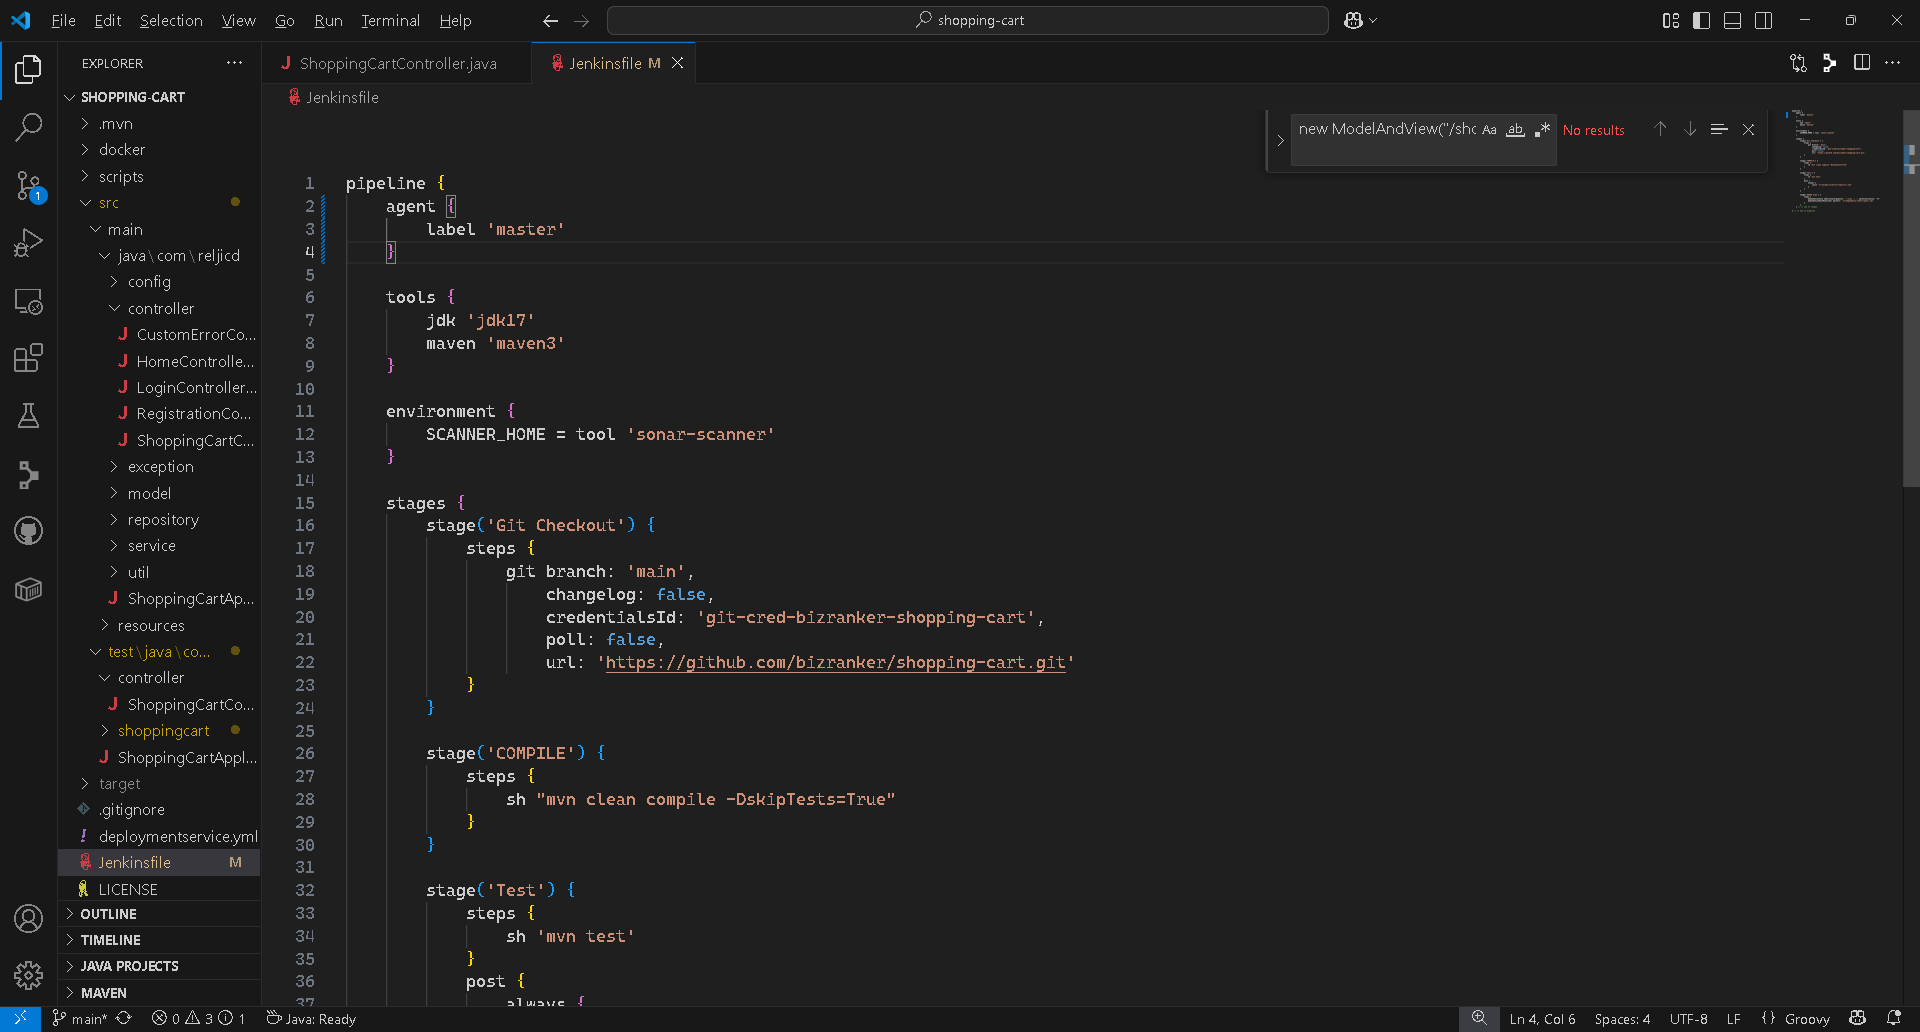 File Edit Selection View Go Run Terminal Help
shopping-cart
EXPLORER
SHOPPING-CART
.mvn
docker
scripts
src
main
java\com\reljicd
config
controller
CustomErrorCo...
HomeControlle...
LoginController...
RegistrationCo...
ShoppingCartC...
exception
model
repository
service
util
ShoppingCartAp...
resources
test\java\co...
controller
ShoppingCartCo...
shoppingcart
ShoppingCartAppl...
target
.gitignore
deploymentservice.yml
Jenkinsfile M
LICENSE
OUTLINE
TIMELINE
JAVA PROJECTS
MAVEN
ShoppingCartController.java
Jenkinsfile M
Jenkinsfile
new ModelAndView("/sho Aa ab .* No results
1 pipeline {
2 agent {
3 label 'master'
4 }
5
6 tools {
7 jdk 'jdk17'
8 maven 'maven3'
9 }
10
11 environment {
12 SCANNER_HOME = tool 'sonar-scanner'
13 }
14
15 stages {
16 stage('Git Checkout') {
17 steps {
18 git branch: 'main',
19 changelog: false,
20 credentialsId: 'git-cred-bizranker-shopping-cart',
21 poll: false,
22 url: 'https://github.com/bizranker/shopping-cart.git'
23 }
24 }
25
26 stage('COMPILE') {
27 steps {
28 sh "mvn clean compile -DskipTests=True"
29 }
30 }
31
32 stage('Test') {
33 steps {
34 sh 'mvn test'
35 }
36 post {
37 always {
1
main* 0 3 1 Java: Ready
Ln 4, Col 6 Spaces: 4 UTF-8 LF {} Groovy